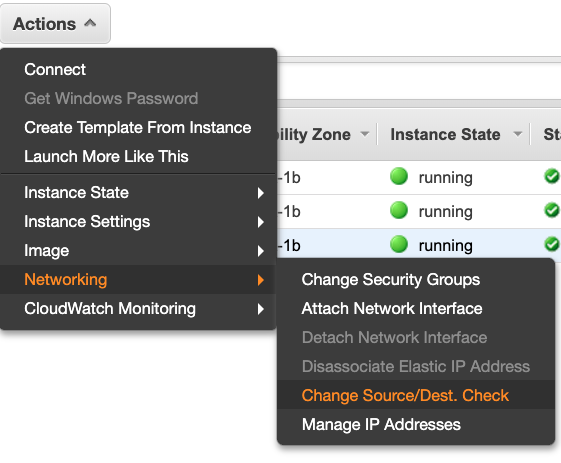 Actions
Connect
Get Windows Password
Create Template From Instance
Launch More Like This
Instance State
Instance Settings
Image
Networking
CloudWatch Monitoring
bility Zone Instance State Sta
-1b running
-1b running
-1b running
Change Security Groups
Attach Network Interface
Detach Network Interface
Disassociate Elastic IP Address
Change Source/Dest. Check
Manage IP Addresses